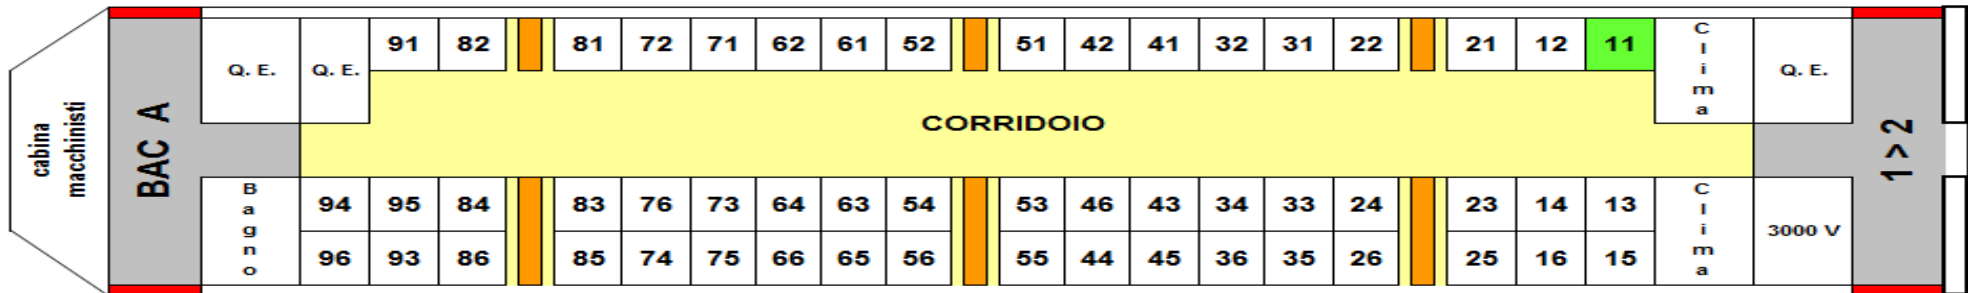 cabina
macchinisti
BAC A
Q. E.
Q. E.
91 82 81 72 71 62 61 52 51 42 41 32 31 22 21 12 11
Clima
Q. E.
CORRIDOIO
1 > 2
Bagno
94 95 84 83 76 73 64 63 54 53 46 43 34 33 24 23 14 13
96 93 86 85 74 75 66 65 56 55 44 45 36 35 26 25 16 15
Clima
3000 V